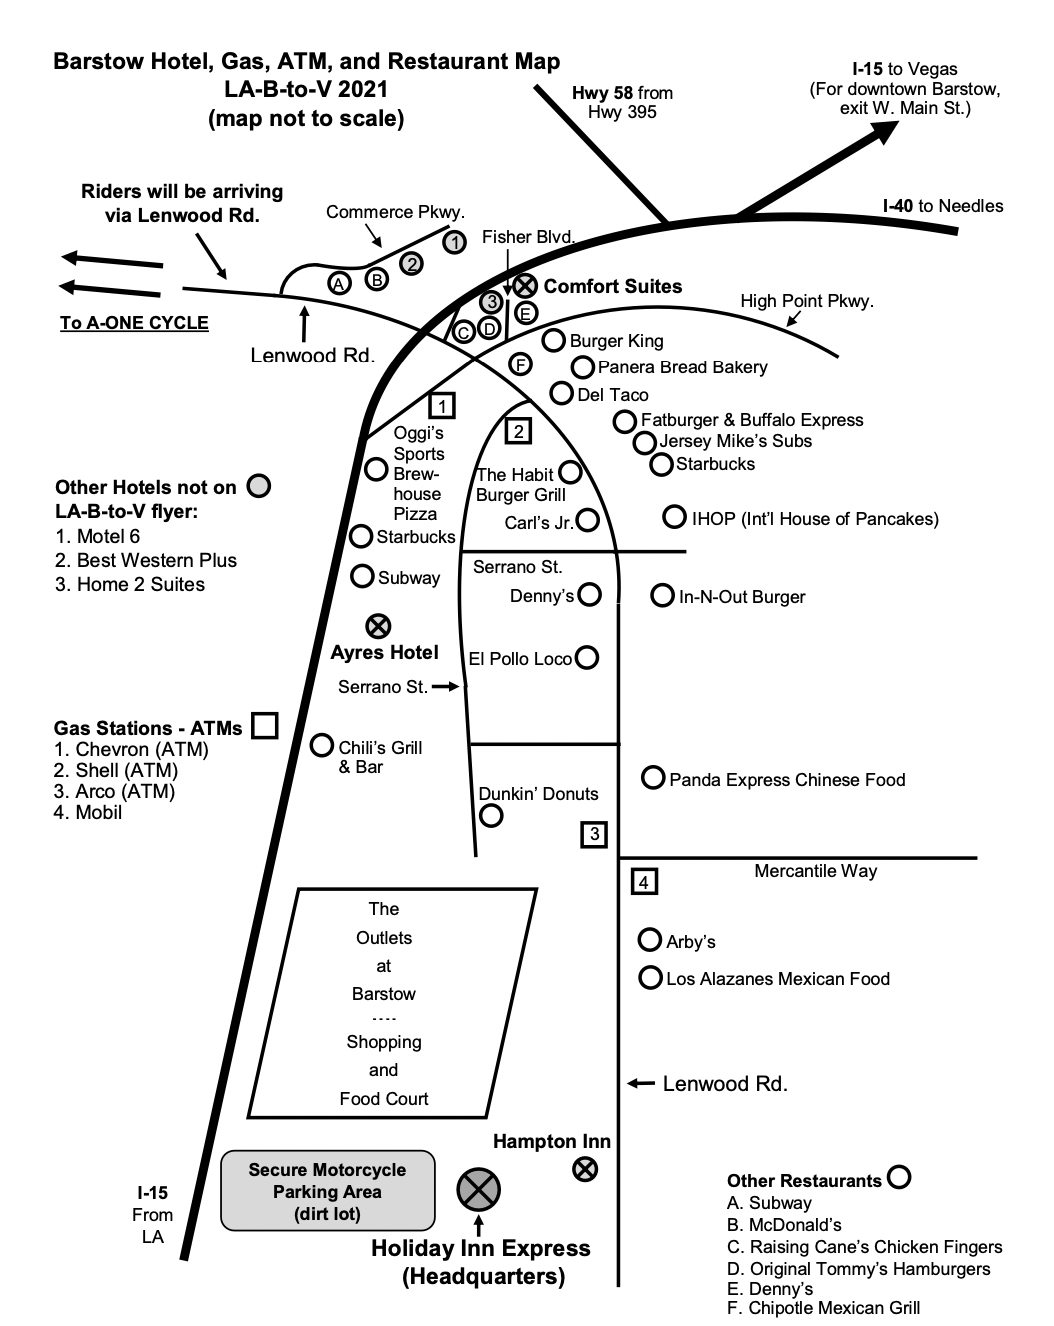 Barstow Hotel, Gas, ATM, and Restaurant Map
LA-B-to-V 2021
(map not to scale)
Hwy 58 from
Hwy 395
I-15 to Vegas
(For downtown Barstow,
exit W. Main St.)
I-40 to Needles
Riders will be arriving
via Lenwood Rd.
Commerce Pkwy.
Fisher Blvd.
1
2
A
B
3
Comfort Suites
E
C
D
High Point Pkwy.
To A-ONE CYCLE
Lenwood Rd.
Burger King
F
Panera Bread Bakery
Del Taco
1
2
Fatburger & Buffalo Express
Jersey Mike's Subs
Starbucks
Oggi's
Sports
Brew-
house
Pizza
The Habit
Burger Grill
Carl's Jr.
IHOP (Int'l House of Pancakes)
Other Hotels not on
LA-B-to-V flyer:
1. Motel 6
2. Best Western Plus
3. Home 2 Suites
Starbucks
Subway
Serrano St.
Denny's
In-N-Out Burger
Ayres Hotel
El Pollo Loco
Serrano St.
Gas Stations - ATMs
1. Chevron (ATM)
2. Shell (ATM)
3. Arco (ATM)
4. Mobil
Chili's Grill
& Bar
Panda Express Chinese Food
Dunkin' Donuts
3
Mercantile Way
4
The
Outlets
at
Barstow
----
Shopping
and
Food Court
Arby's
Los Alazanes Mexican Food
Lenwood Rd.
Hampton Inn
Secure Motorcycle
Parking Area
(dirt lot)
I-15
From
LA
Holiday Inn Express
(Headquarters)
Other Restaurants
A. Subway
B. McDonald's
C. Raising Cane's Chicken Fingers
D. Original Tommy's Hamburgers
E. Denny's
F. Chipotle Mexican Grill